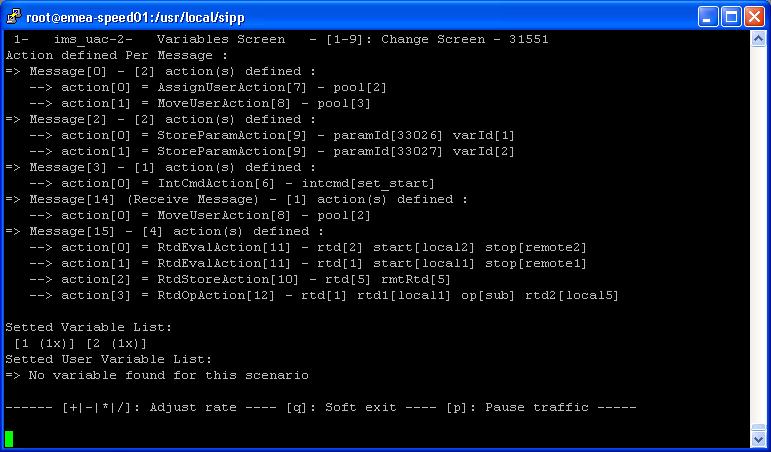 root@emea-speed01:/usr/local/sipp
1-   ims_uac-2-   Variables Screen   - [1-9]: Change Screen - 31551
Action defined Per Message :
=> Message[0] - [2] action(s) defined :
   --> action[0] = AssignUserAction[7] - pool[2]
   --> action[1] = MoveUserAction[8] - pool[3]
=> Message[2] - [2] action(s) defined :
   --> action[0] = StoreParamAction[9] - paramId[33026] varId[1]
   --> action[1] = StoreParamAction[9] - paramId[33027] varId[2]
=> Message[3] - [1] action(s) defined :
   --> action[0] = IntCmdAction[6] - intcmd[set_start]
=> Message[14] (Receive Message) - [1] action(s) defined :
   --> action[0] = MoveUserAction[8] - pool[2]
=> Message[15] - [4] action(s) defined :
   --> action[0] = RtdEvalAction[11] - rtd[2] start[local2] stop[remote2]
   --> action[1] = RtdEvalAction[11] - rtd[1] start[local1] stop[remote1]
   --> action[2] = RtdStoreAction[10] - rtd[5] rmtRtd[5]
   --> action[3] = RtdOpAction[12] - rtd[1] rtd1[local1] op[sub] rtd2[local5]
Setted Variable List:
 [1 (1x)] [2 (1x)]
Setted User Variable List:
=> No variable found for this scenario
------ [+|-|*|/]: Adjust rate ---- [q]: Soft exit ---- [p]: Pause traffic -----